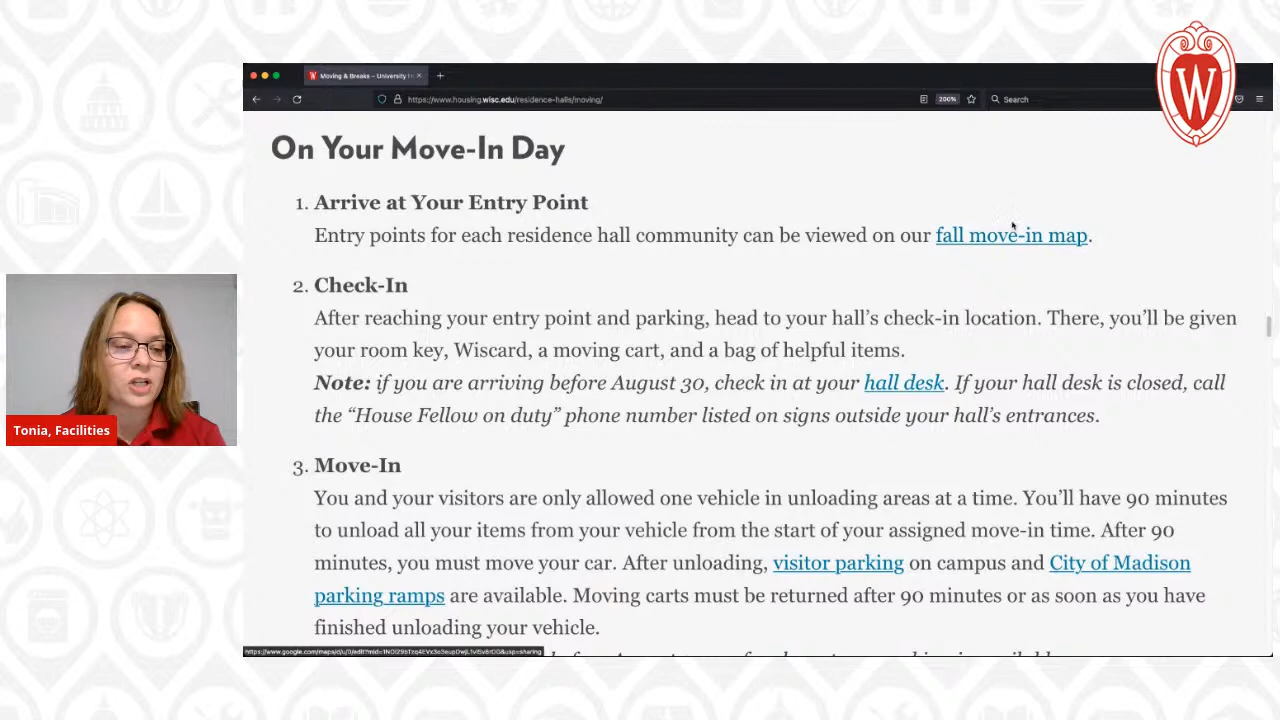 Moving & Breaks – University H
https://www.housing.wisc.edu/residence-halls/moving/
200%
Search
W
On Your Move-In Day
1. Arrive at Your Entry Point
Entry points for each residence hall community can be viewed on our fall move-in map.
2. Check-In
After reaching your entry point and parking, head to your hall's check-in location. There, you'll be given
your room key, Wiscard, a moving cart, and a bag of helpful items.
Note: if you are arriving before August 30, check in at your hall desk. If your hall desk is closed, call
the “House Fellow on duty” phone number listed on signs outside your hall's entrances.
Tonia, Facilities
3. Move-In
You and your visitors are only allowed one vehicle in unloading areas at a time. You'll have 90 minutes
to unload all your items from your vehicle from the start of your assigned move-in time. After 90
minutes, you must move your car. After unloading, visitor parking on campus and City of Madison
parking ramps are available. Moving carts must be returned after 90 minutes or as soon as you have
finished unloading your vehicle.